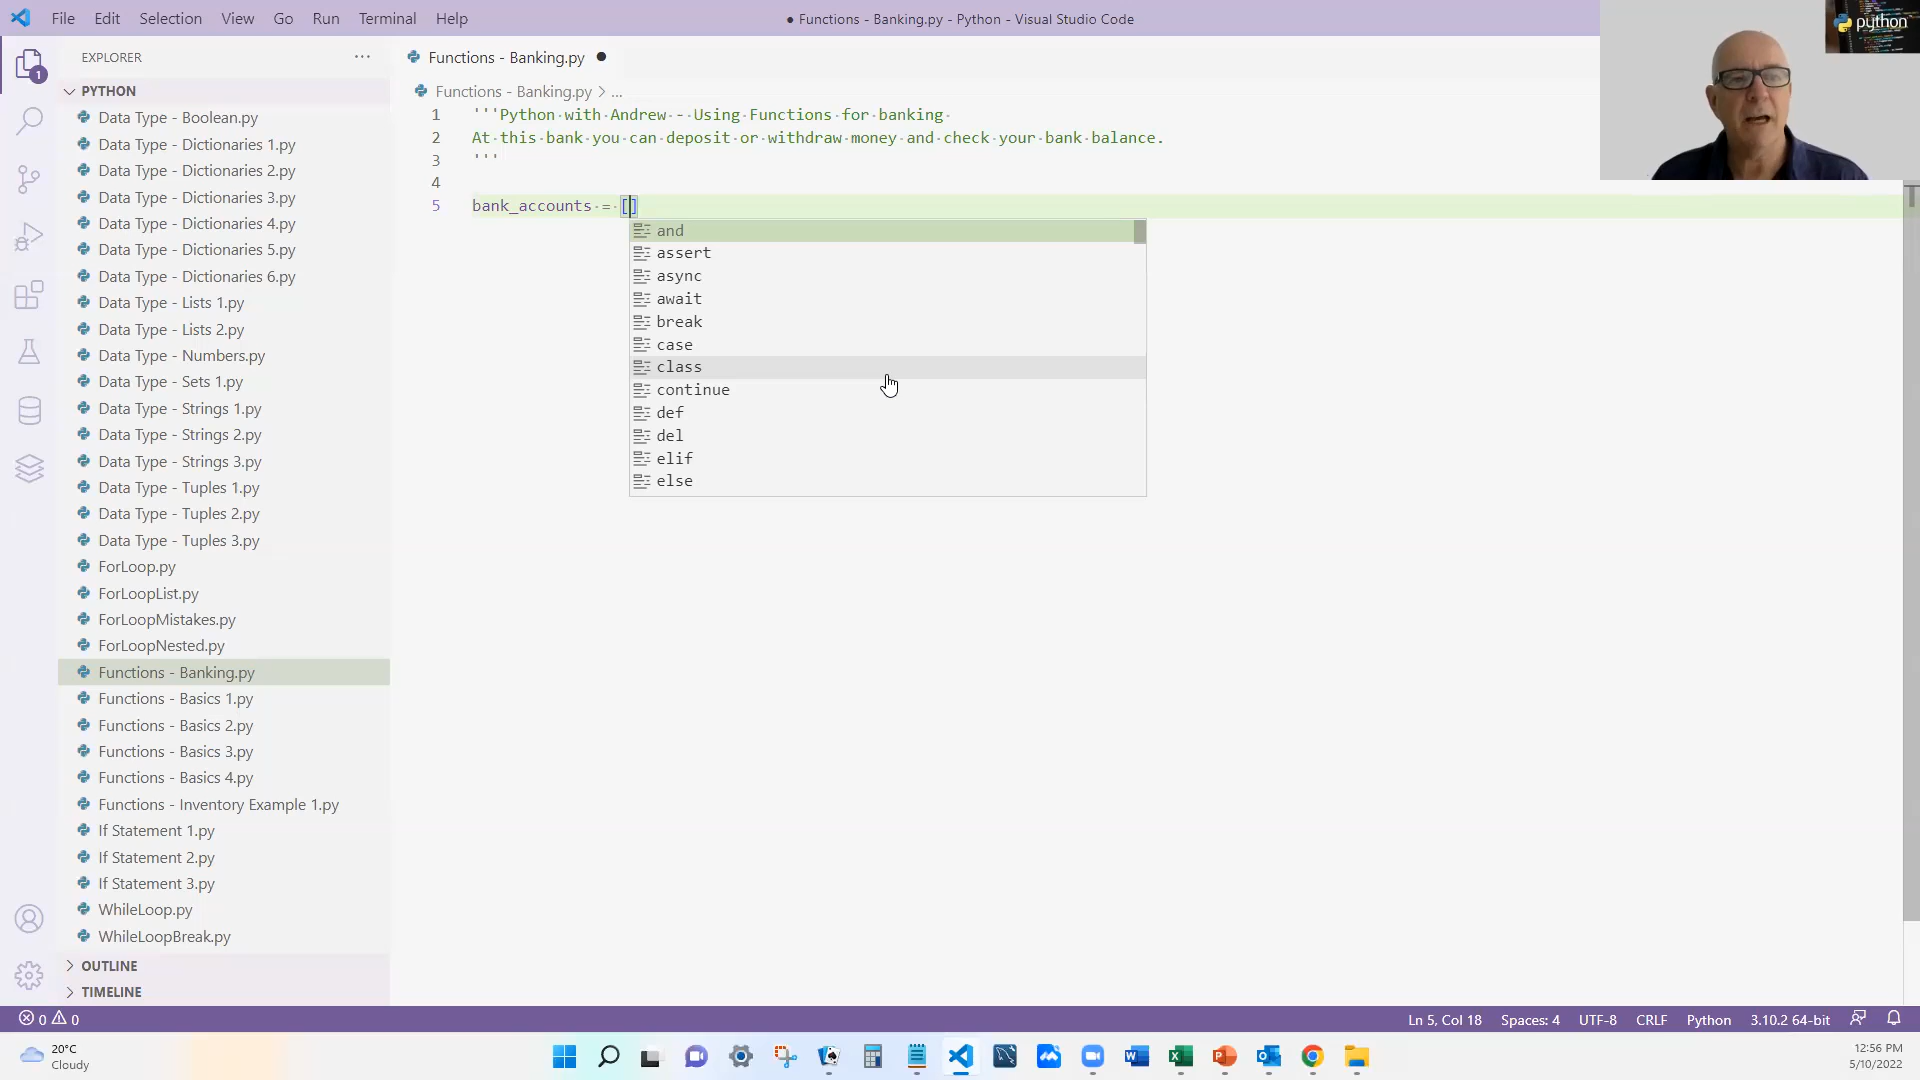 File Edit Selection View Go Run Terminal Help
● Functions - Banking.py - Python - Visual Studio Code
python
1
EXPLORER
PYTHON
Data Type - Boolean.py
Data Type - Dictionaries 1.py
Data Type - Dictionaries 2.py
Data Type - Dictionaries 3.py
Data Type - Dictionaries 4.py
Data Type - Dictionaries 5.py
Data Type - Dictionaries 6.py
Data Type - Lists 1.py
Data Type - Lists 2.py
Data Type - Numbers.py
Data Type - Sets 1.py
Data Type - Strings 1.py
Data Type - Strings 2.py
Data Type - Strings 3.py
Data Type - Tuples 1.py
Data Type - Tuples 2.py
Data Type - Tuples 3.py
ForLoop.py
ForLoopList.py
ForLoopMistakes.py
ForLoopNested.py
Functions - Banking.py
Functions - Basics 1.py
Functions - Basics 2.py
Functions - Basics 3.py
Functions - Basics 4.py
Functions - Inventory Example 1.py
If Statement 1.py
If Statement 2.py
If Statement 3.py
WhileLoop.py
WhileLoopBreak.py
OUTLINE
TIMELINE
Functions - Banking.py ●
Functions - Banking.py > ...
1 '''Python with Andrew - Using Functions for banking
2 At this bank you can deposit or withdraw money and check your bank balance.
3 '''
4
5 bank_accounts = []
and
assert
async
await
break
case
class
continue
def
del
elif
else
0 0
Ln 5, Col 18 Spaces: 4 UTF-8 CRLF Python 3.10.2 64-bit
20°C
Cloudy
12:56 PM
5/10/2022